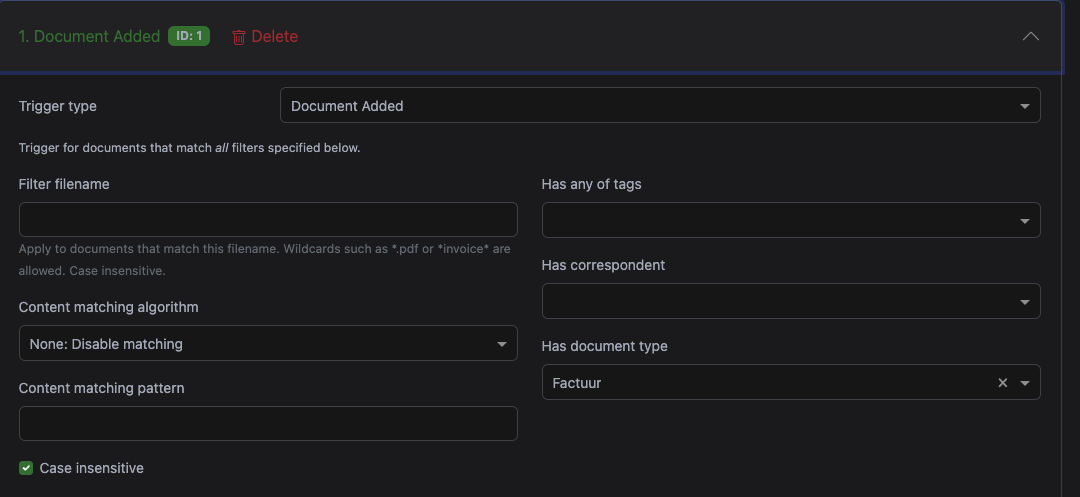 1. Document Added ID: 1 Delete
Trigger type
Document Added
Trigger for documents that match all filters specified below.
Filter filename
Apply to documents that match this filename. Wildcards such as *.pdf or *invoice* are
allowed. Case insensitive.
Content matching algorithm
None: Disable matching
Content matching pattern
Case insensitive
Has any of tags
Has correspondent
Has document type
Factuur